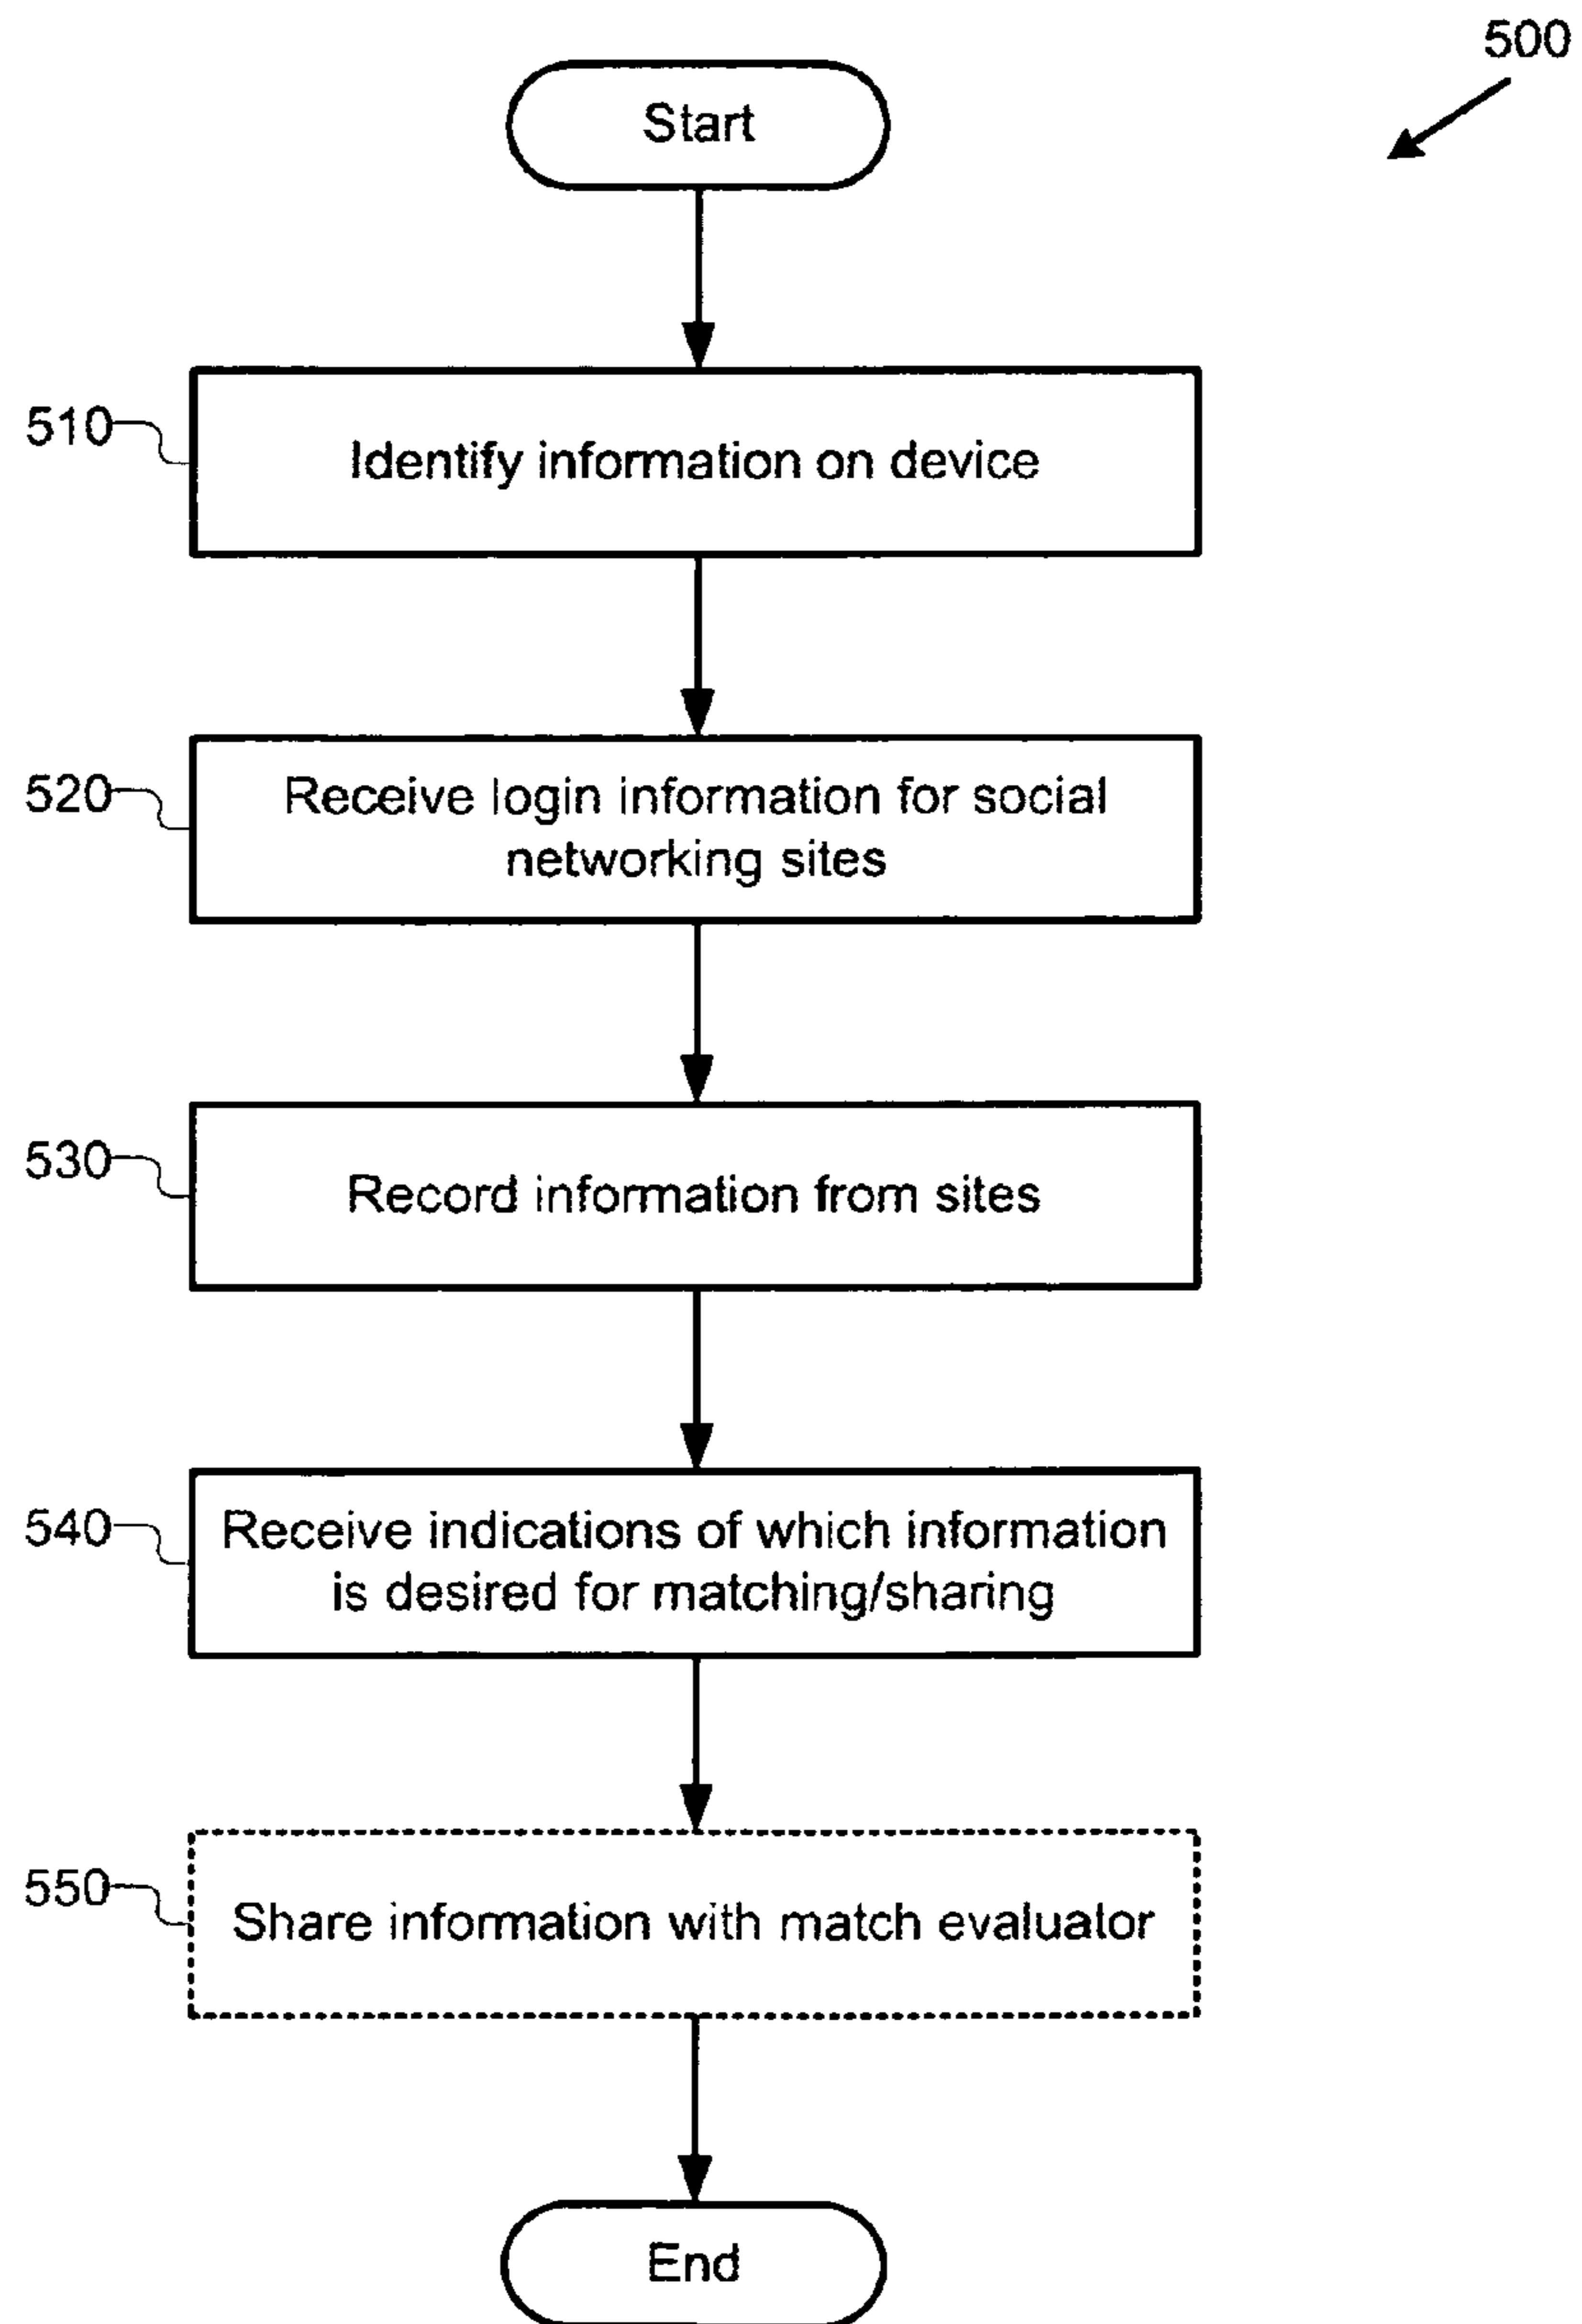 500
Start
510
Identify information on device
520
Receive login information for social
networking sites
530
Record information from sites
540
Receive indications of which information
is desired for matching/sharing
550
Share information with match evaluator
End